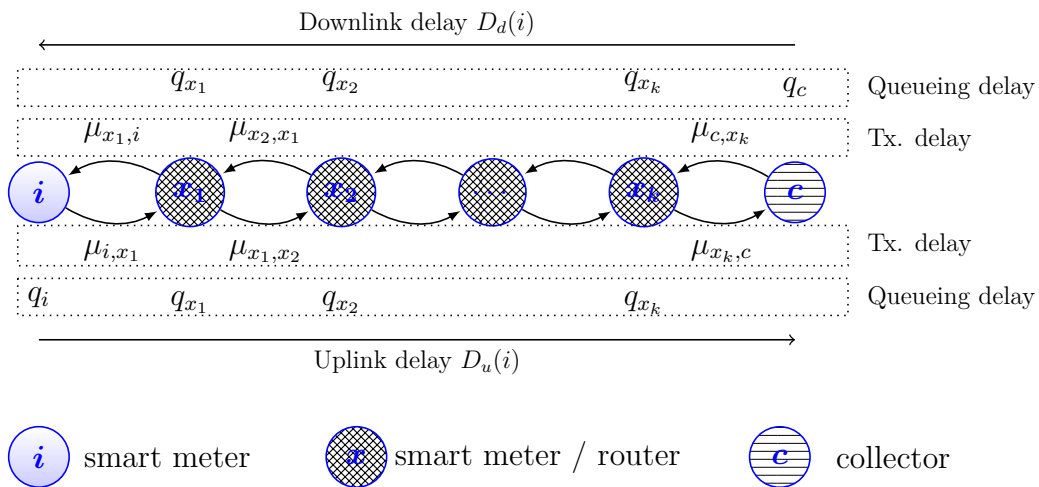 Downlink delay D_d(i)
q_{x_1} q_{x_2} q_{x_k} q_c Queueing delay
μ_{x_1,i} μ_{x_2,x_1} μ_{c,x_k} Tx. delay
i x_1 x_2 ... x_k c
μ_{i,x_1} μ_{x_1,x_2} μ_{x_k,c} Tx. delay
q_i q_{x_1} q_{x_2} q_{x_k} Queueing delay
Uplink delay D_u(i)
i smart meter x smart meter / router c collector